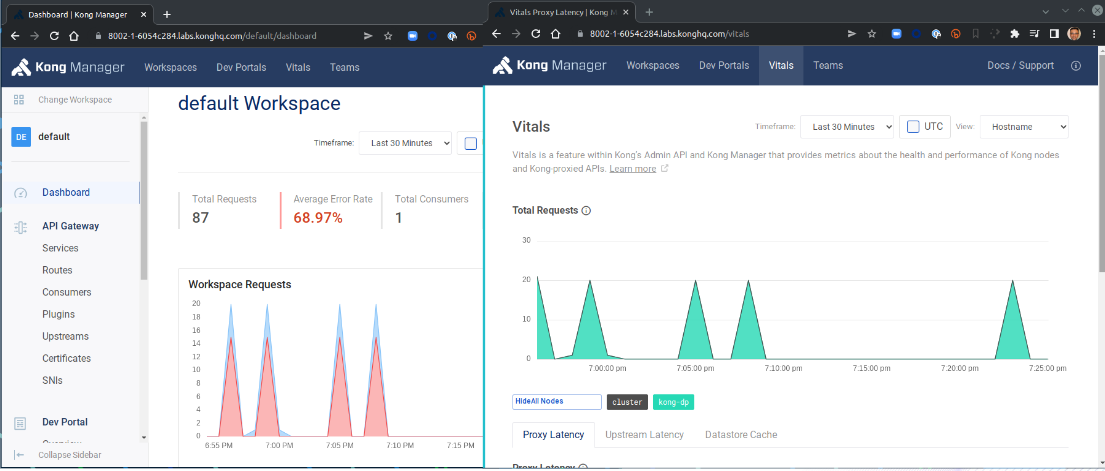 Dashboard | Kong Manager
8002-1-6054c284.labs.konghq.com/default/dashboard
Kong Manager
Workspaces
Dev Portals
Vitals
Teams
Change Workspace
DE
default
Dashboard
API Gateway
Services
Routes
Consumers
Plugins
Upstreams
Certificates
SNIs
Dev Portal
Collapse Sidebar
default Workspace
Timeframe:
Last 30 Minutes
Total Requests
87
Average Error Rate
68.97%
Total Consumers
1
Workspace Requests
20
18
16
14
12
10
8
6
4
2
0
6:55 PM
7:00 PM
7:05 PM
7:10 PM
7:15 PM
Vitals Proxy Latency | Kong M
8002-1-6054c284.labs.konghq.com/vitals
Kong Manager
Workspaces
Dev Portals
Vitals
Teams
Docs / Support
Vitals
Timeframe:
Last 30 Minutes
UTC
View:
Hostname
Vitals is a feature within Kong's Admin API and Kong Manager that provides metrics about the health and performance of Kong nodes
and Kong-proxied APIs. Learn more
Total Requests
30
20
10
0
7:00:00 pm
7:05:00 pm
7:10:00 pm
7:15:00 pm
7:20:00 pm
7:25:00 pm
HideAll Nodes
cluster
kong-dp
Proxy Latency
Upstream Latency
Datastore Cache
Proxy Latency